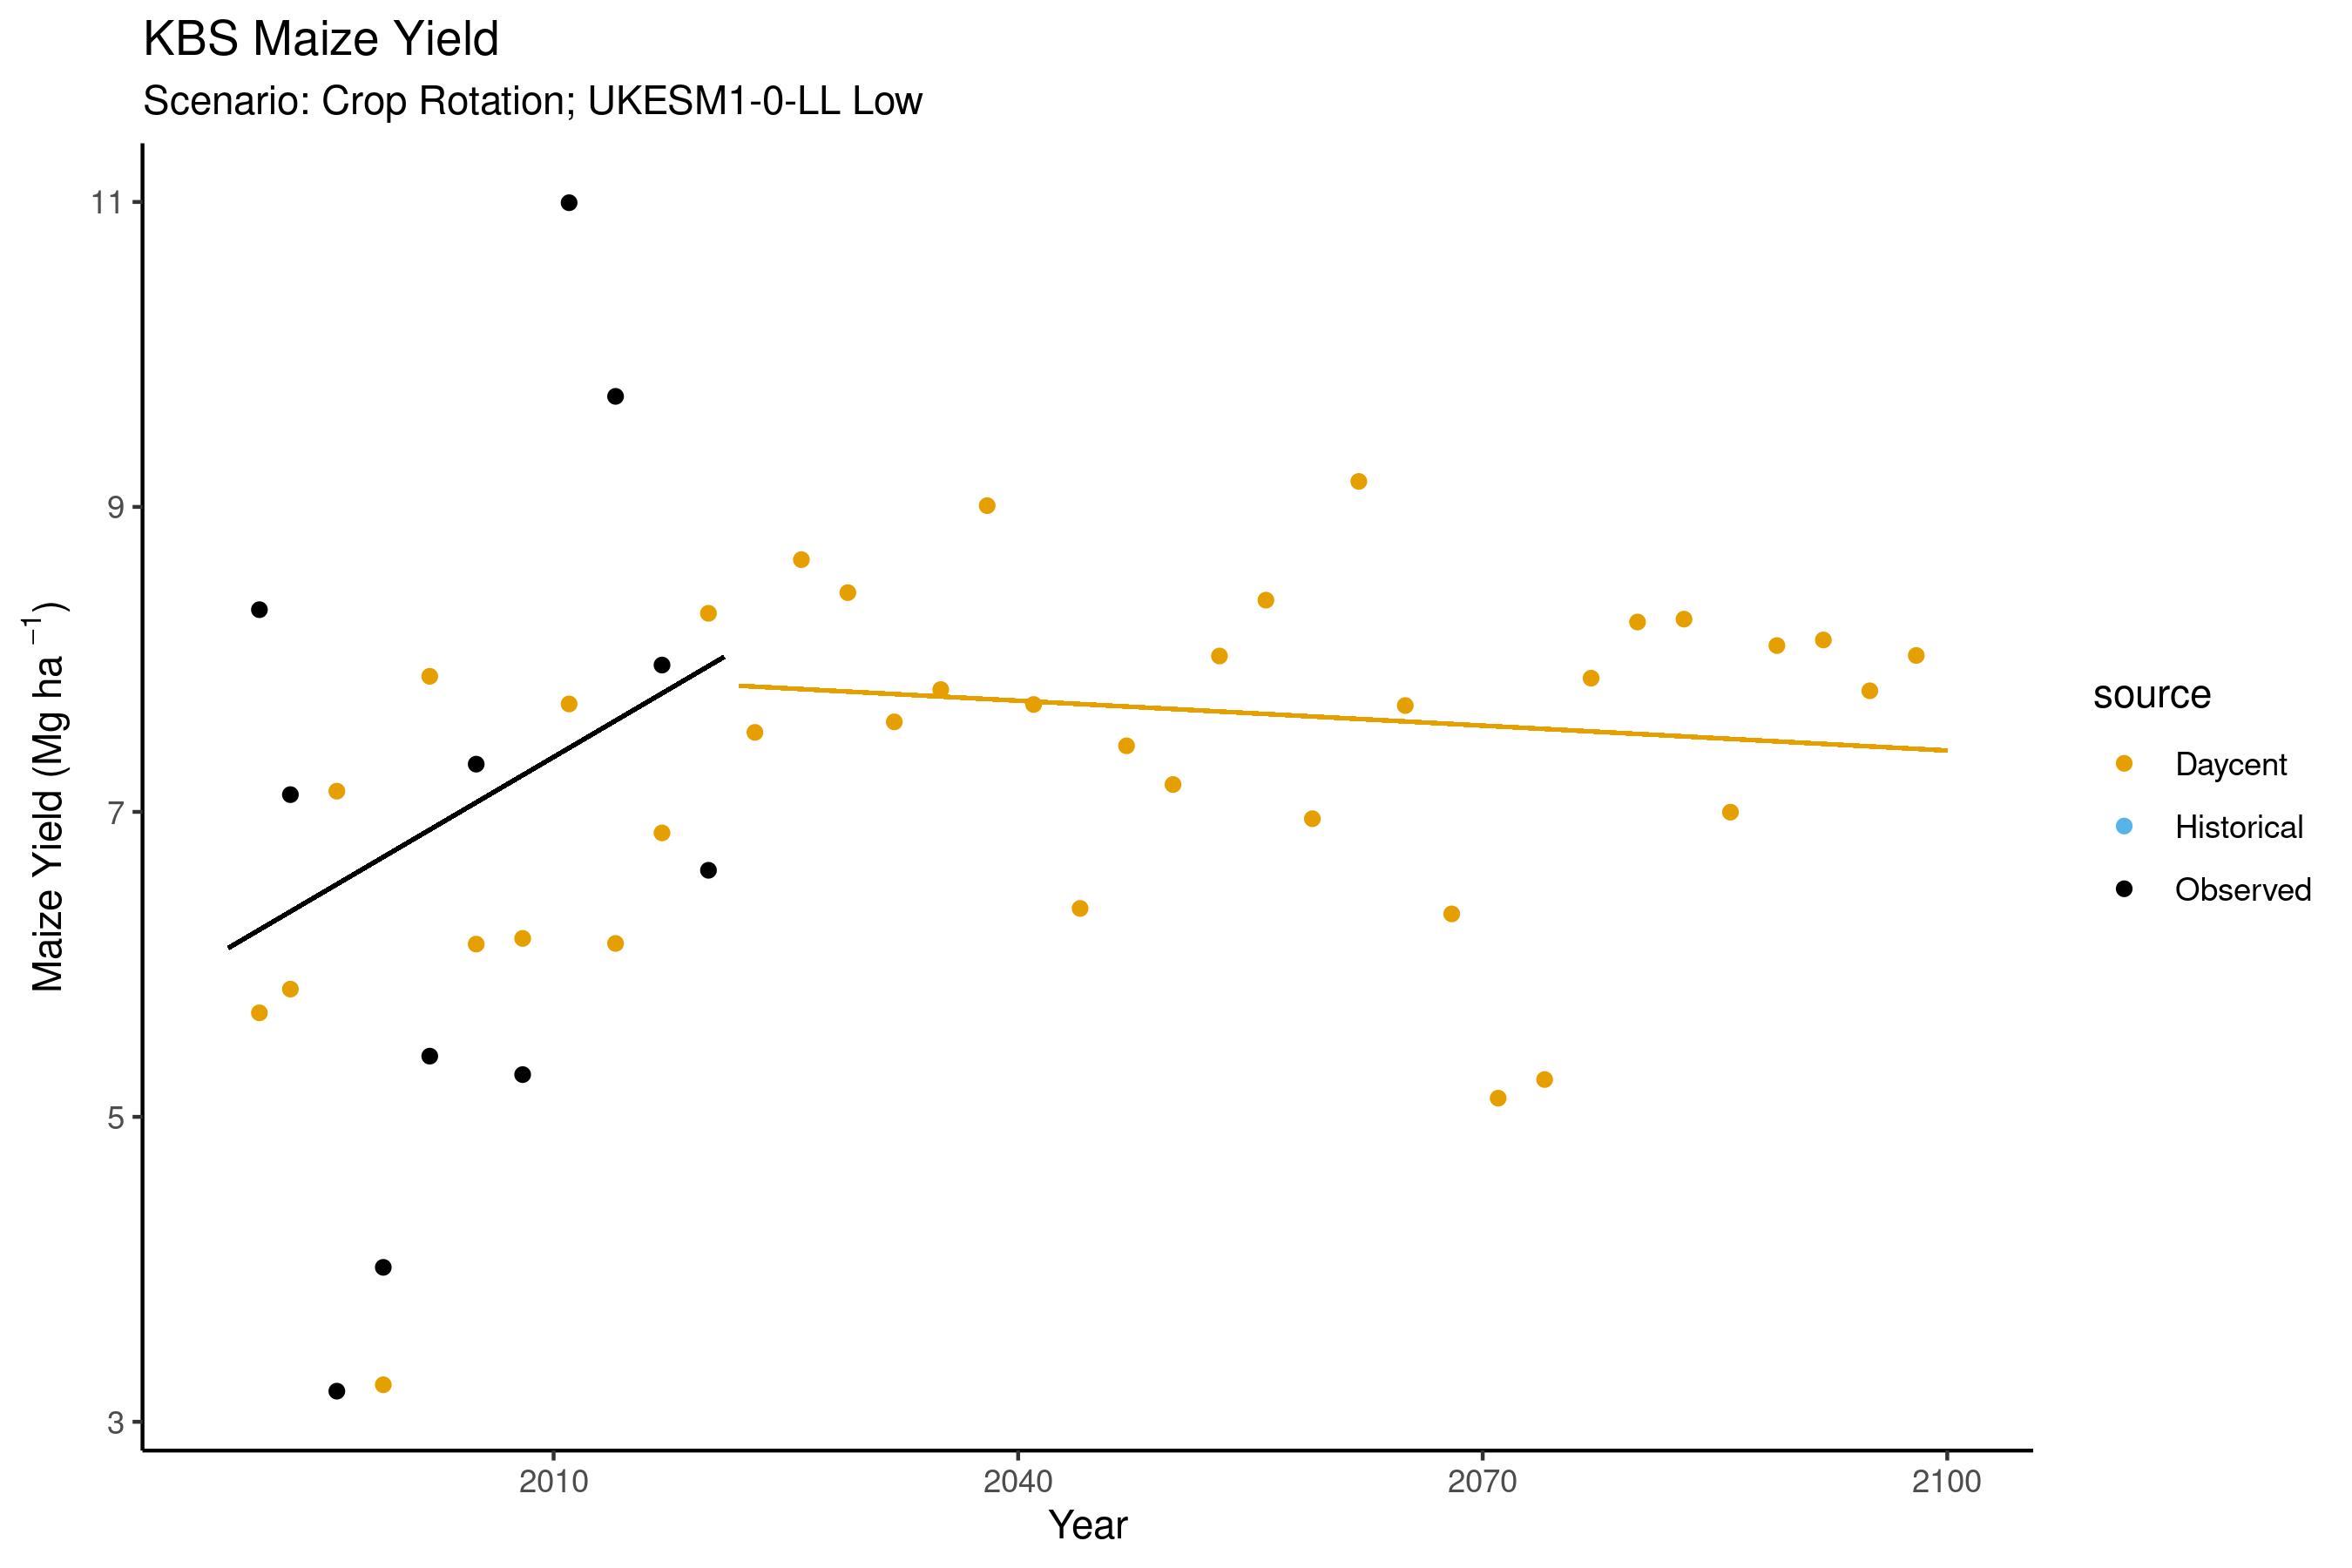 KBS Maize Yield
Scenario: Crop Rotation; UKESM1-0-LL Low
Maize Yield (Mg ha⁻¹)
11
9
7
5
3
2010
2040
2070
2100
Year
source
Daycent
Historical
Observed